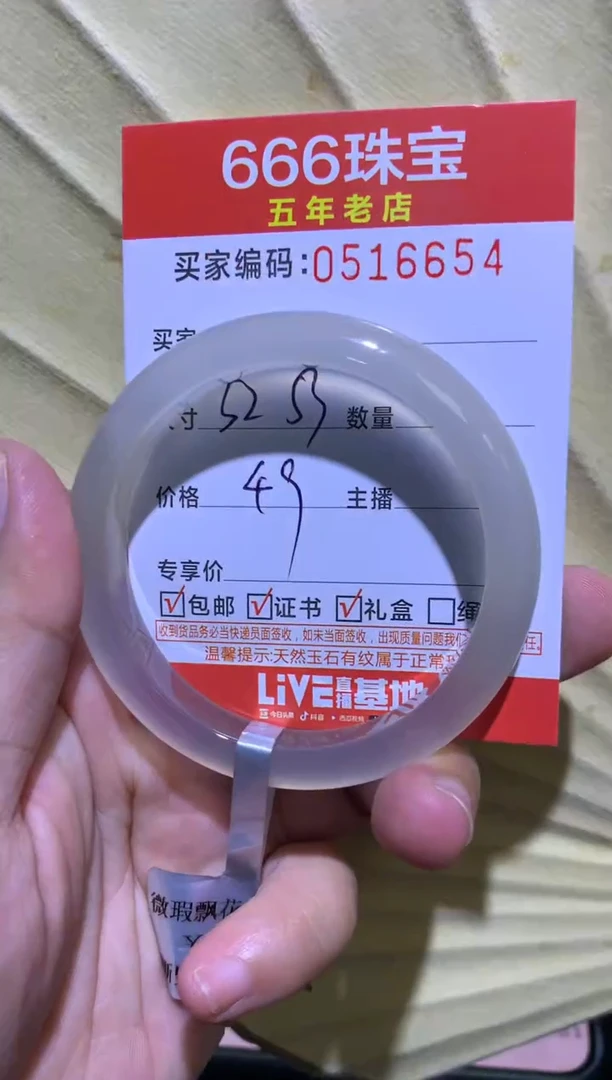 666珠宝
五年老店
买家编码:0516654
买家
寸 52 53 数量
价格 49 主播
专享价
包邮 证书 礼盒 绳
收到货品务必当快递员面签收，如未当面签收，出现质量问题我们 任.
温馨提示:天然玉石有纹属于正常
LiVE直播基地
今日头条 抖音 西瓜视频
微瑕飘花